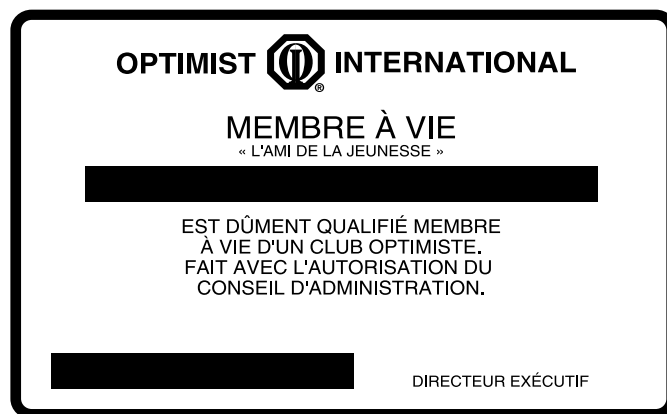 OPTIMIST INTERNATIONAL
®
MEMBRE À VIE
« L'AMI DE LA JEUNESSE »
EST DÛMENT QUALIFIÉ MEMBRE
À VIE D'UN CLUB OPTIMISTE.
FAIT AVEC L'AUTORISATION DU
CONSEIL D'ADMINISTRATION.
DIRECTEUR EXÉCUTIF